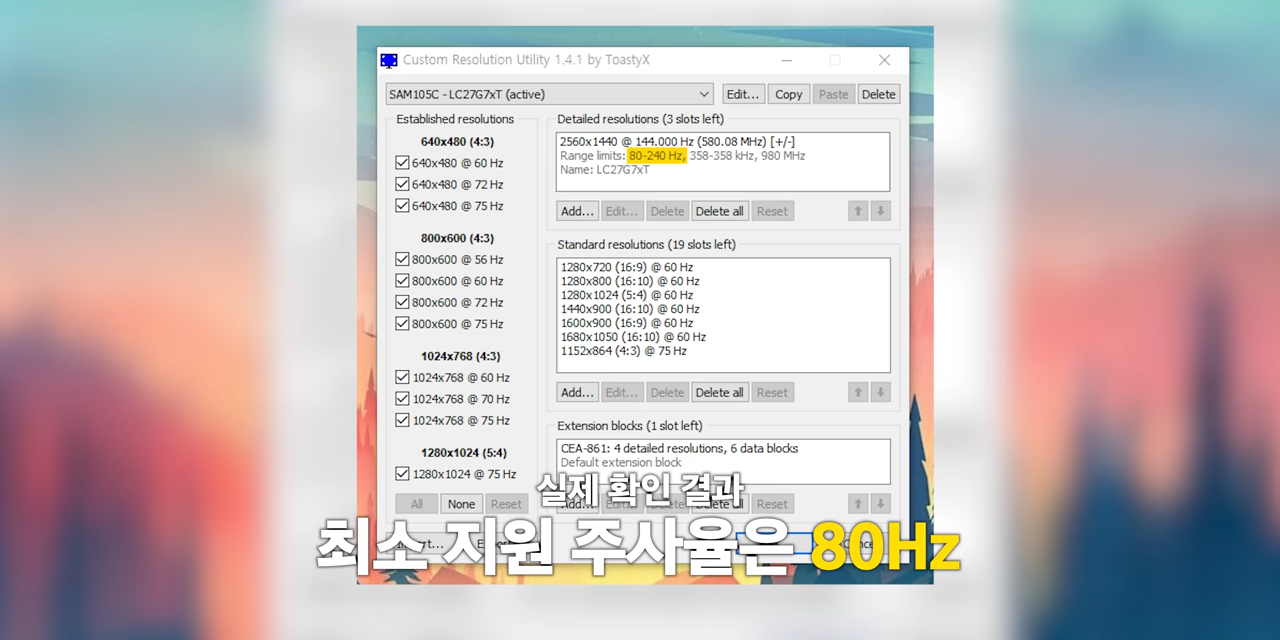 Custom Resolution Utility 1.4.1 by ToastyX
SAM105C - LC27G7xT (active)
Edit...
Copy
Paste
Delete
Established resolutions
640x480 (4:3)
640x480 @ 60 Hz
640x480 @ 72 Hz
640x480 @ 75 Hz
800x600 (4:3)
800x600 @ 56 Hz
800x600 @ 60 Hz
800x600 @ 72 Hz
800x600 @ 75 Hz
1024x768 (4:3)
1024x768 @ 60 Hz
1024x768 @ 70 Hz
1024x768 @ 75 Hz
1280x1024 (5:4)
1280x1024 @ 75 Hz
All
None
Reset
Detailed resolutions (3 slots left)
2560x1440 @ 144.000 Hz (580.08 MHz) [+/-]
Range limits: 80-240 Hz, 358-358 kHz, 980 MHz
Name: LC27G7xT
Add...
Edit...
Delete
Delete all
Reset
Standard resolutions (19 slots left)
1280x720 (16:9) @ 60 Hz
1280x800 (16:10) @ 60 Hz
1280x1024 (5:4) @ 60 Hz
1440x900 (16:10) @ 60 Hz
1600x900 (16:9) @ 60 Hz
1680x1050 (16:10) @ 60 Hz
1152x864 (4:3) @ 75 Hz
Add...
Edit...
Delete
Delete all
Reset
Extension blocks (1 slot left)
CEA-861: 4 detailed resolutions, 6 data blocks
Default extension block
Reset
실제 확인 결과
최소 지원 주사율은 80Hz